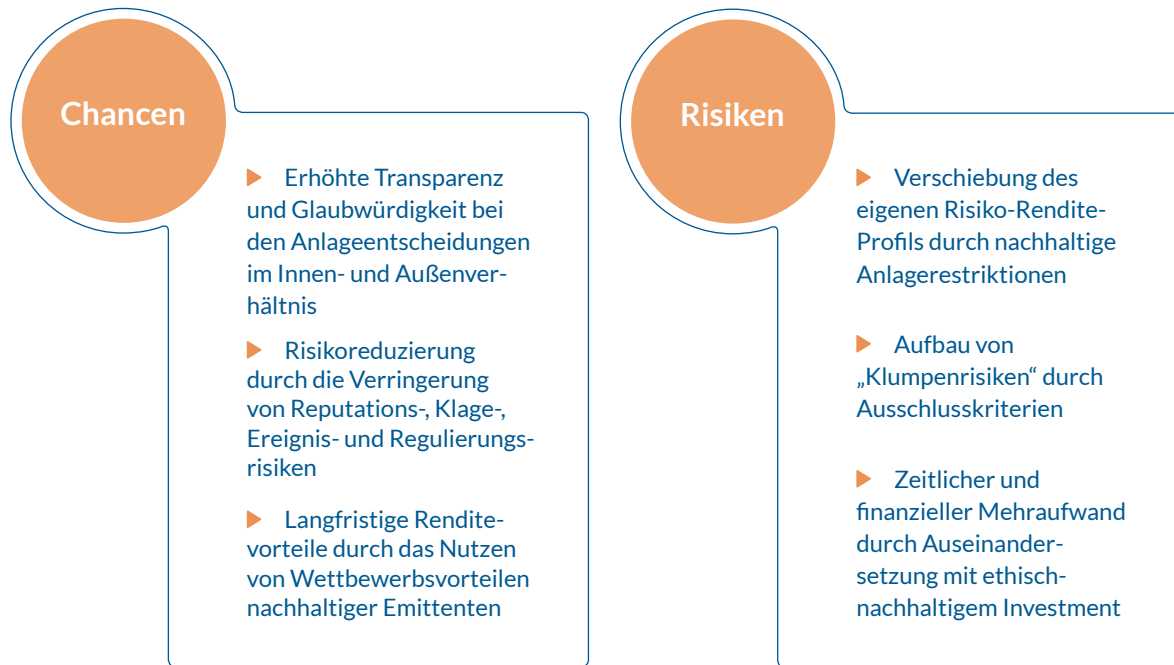 Chancen
▶ Erhöhte Transparenz
und Glaubwürdigkeit bei
den Anlageentscheidungen
im Innen- und Außenver-
hältnis
▶ Risikoreduzierung
durch die Verringerung
von Reputations-, Klage-,
Ereignis- und Regulierungs-
risiken
▶ Langfristige Rendite-
vorteile durch das Nutzen
von Wettbewerbsvorteilen
nachhaltiger Emittenten
Risiken
▶ Verschiebung des
eigenen Risiko-Rendite-
Profils durch nachhaltige
Anlagerestriktionen
▶ Aufbau von
„Klumpenrisiken“ durch
Ausschlusskriterien
▶ Zeitlicher und
finanzieller Mehraufwand
durch Auseinander-
setzung mit ethisch-
nachhaltigem Investment